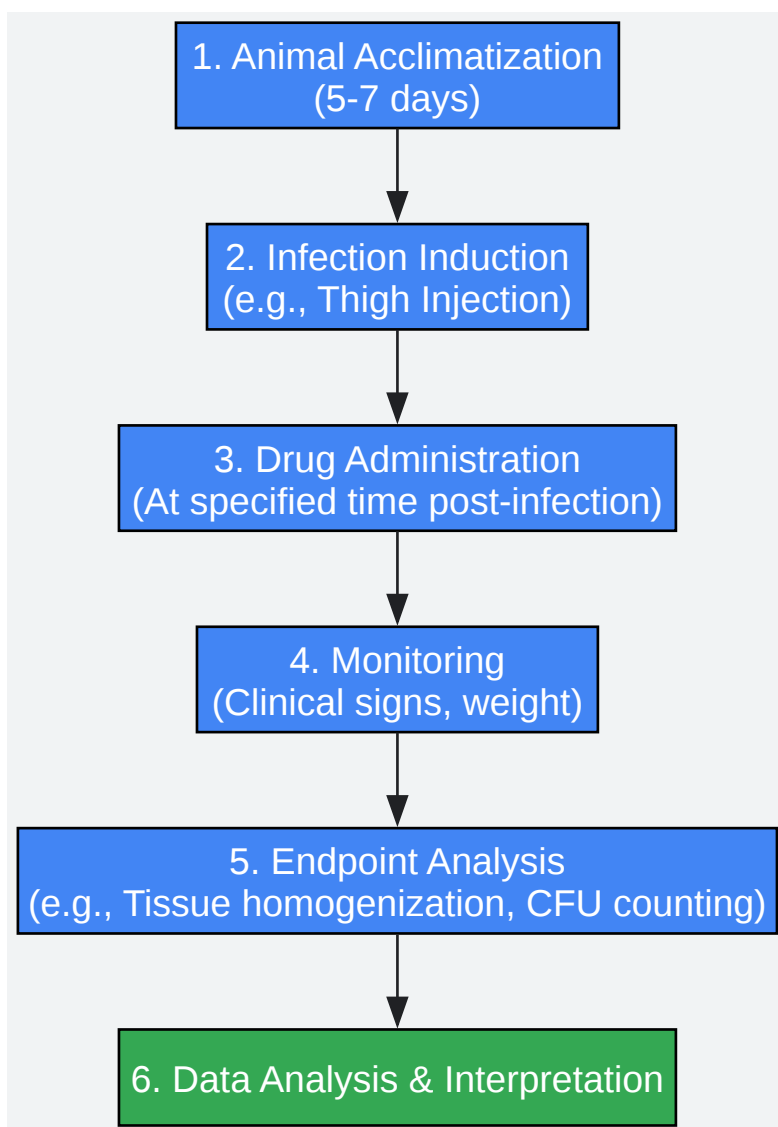 1. Animal Acclimatization
(5-7 days)
2. Infection Induction
(e.g., Thigh Injection)
3. Drug Administration
(At specified time post-infection)
4. Monitoring
(Clinical signs, weight)
5. Endpoint Analysis
(e.g., Tissue homogenization, CFU counting)
6. Data Analysis & Interpretation